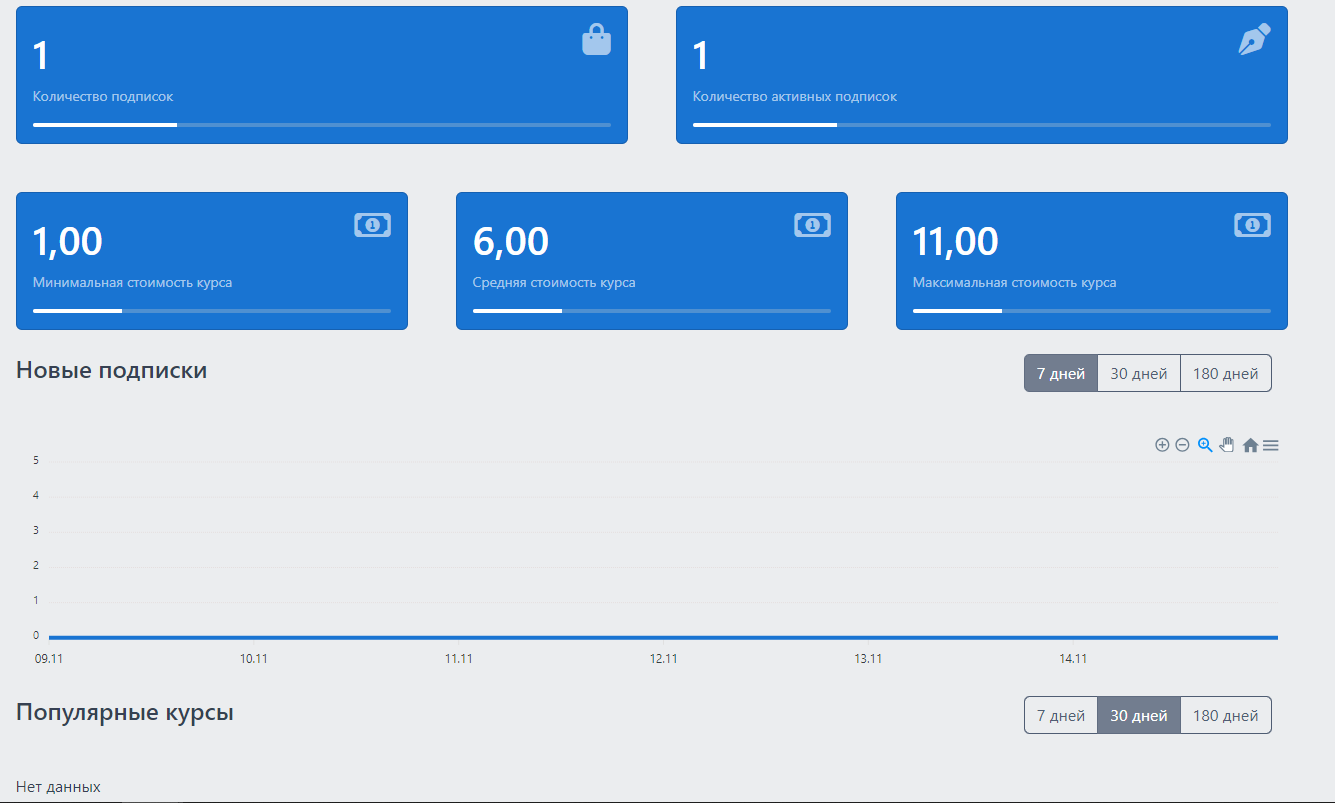 1
Количество подписок
1
Количество активных подписок
1,00
Минимальная стоимость курса
6,00
Средняя стоимость курса
11,00
Максимальная стоимость курса
Новые подписки
7 дней 30 дней 180 дней
5
4
3
2
1
0
09.11 10.11 11.11 12.11 13.11 14.11
Популярные курсы
7 дней 30 дней 180 дней
Нет данных